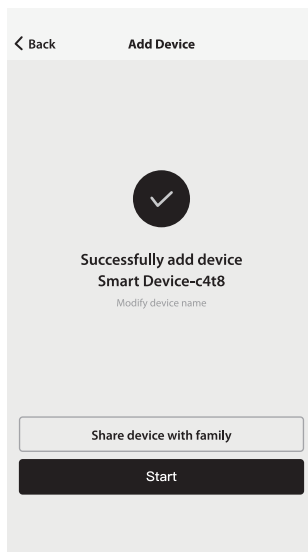 Back
Add Device
Successfully add device
Smart Device-c4t8
Modify device name
Share device with family
Start